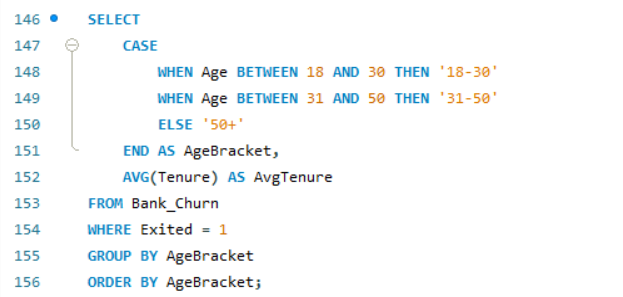 146 SELECT
147 CASE
148 WHEN Age BETWEEN 18 AND 30 THEN '18-30'
149 WHEN Age BETWEEN 31 AND 50 THEN '31-50'
150 ELSE '50+'
151 END AS AgeBracket,
152 AVG(Tenure) AS AvgTenure
153 FROM Bank_Churn
154 WHERE Exited = 1
155 GROUP BY AgeBracket
156 ORDER BY AgeBracket;